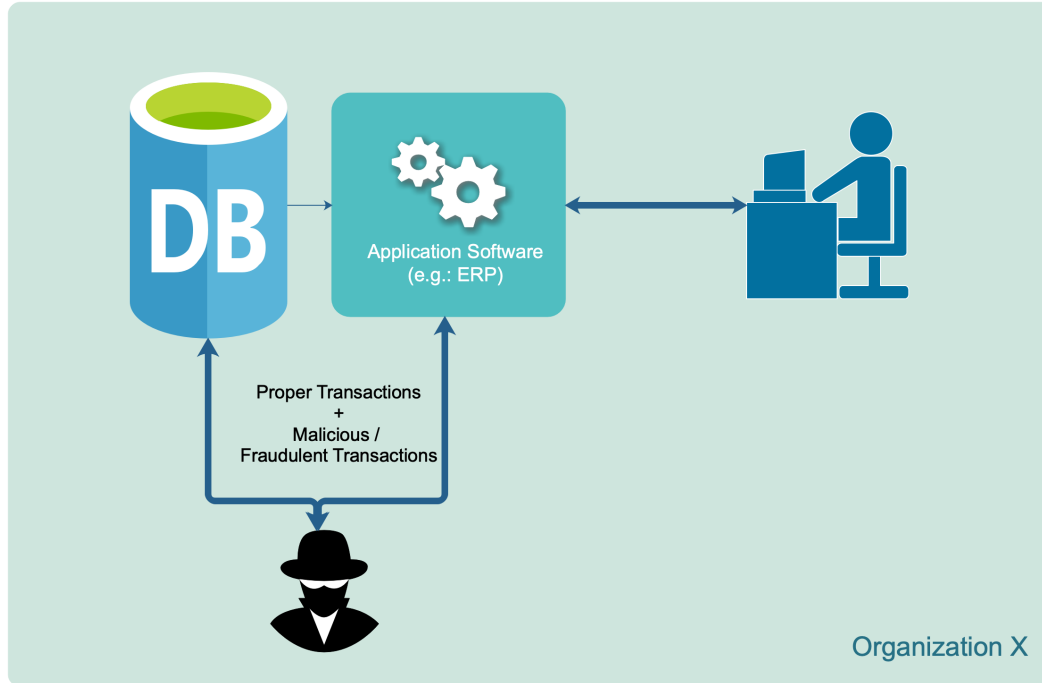 DB
Application Software
(e.g.: ERP)
Proper Transactions
+
Malicious /
Fraudulent Transactions
Organization X